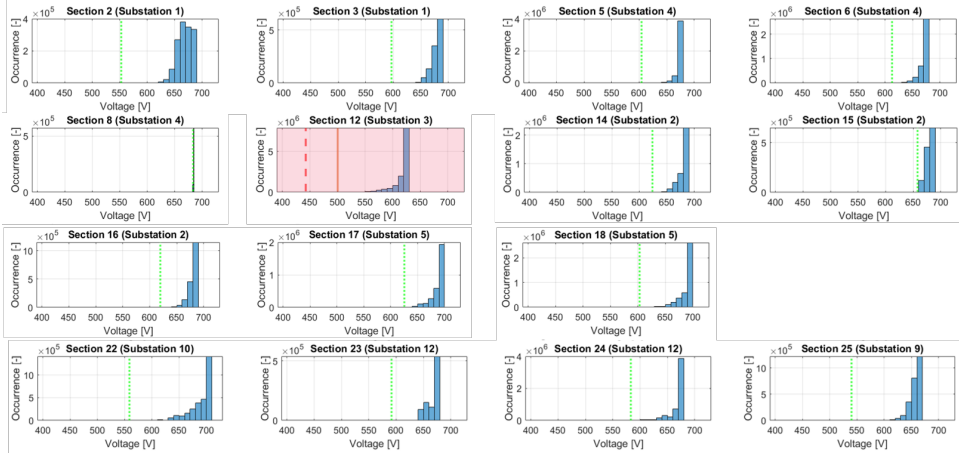 Section 2 (Substation 1)
×10^5
Occurrence [-]
4
2
0
400 450 500 550 600 650 700
Voltage [V]
Section 3 (Substation 1)
×10^5
Occurrence [-]
5
0
400 450 500 550 600 650 700
Voltage [V]
Section 5 (Substation 4)
×10^6
Occurrence [-]
4
2
0
400 450 500 550 600 650 700
Voltage [V]
Section 6 (Substation 4)
×10^6
Occurrence [-]
2
1
0
400 450 500 550 600 650 700
Voltage [V]
Section 8 (Substation 4)
×10^5
Occurrence [-]
5
0
400 450 500 550 600 650 700
Voltage [V]
Section 12 (Substation 3)
×10^6
Occurrence [-]
5
0
400 450 500 550 600 650 700
Voltage [V]
Section 14 (Substation 2)
×10^6
Occurrence [-]
2
1
0
400 450 500 550 600 650 700
Voltage [V]
Section 15 (Substation 2)
×10^5
Occurrence [-]
5
0
400 450 500 550 600 650 700
Voltage [V]
Section 16 (Substation 2)
×10^5
Occurrence [-]
10
5
0
400 450 500 550 600 650 700
Voltage [V]
Section 17 (Substation 5)
×10^6
Occurrence [-]
2
1
0
400 450 500 550 600 650 700
Voltage [V]
Section 18 (Substation 5)
×10^6
Occurrence [-]
2
1
0
400 450 500 550 600 650 700
Voltage [V]
Section 22 (Substation 10)
×10^5
Occurrence [-]
10
5
0
400 450 500 550 600 650 700
Voltage [V]
Section 23 (Substation 12)
×10^5
Occurrence [-]
5
0
400 450 500 550 600 650 700
Voltage [V]
Section 24 (Substation 12)
×10^6
Occurrence [-]
4
2
0
400 450 500 550 600 650 700
Voltage [V]
Section 25 (Substation 9)
×10^5
Occurrence [-]
10
5
0
400 450 500 550 600 650 700
Voltage [V]